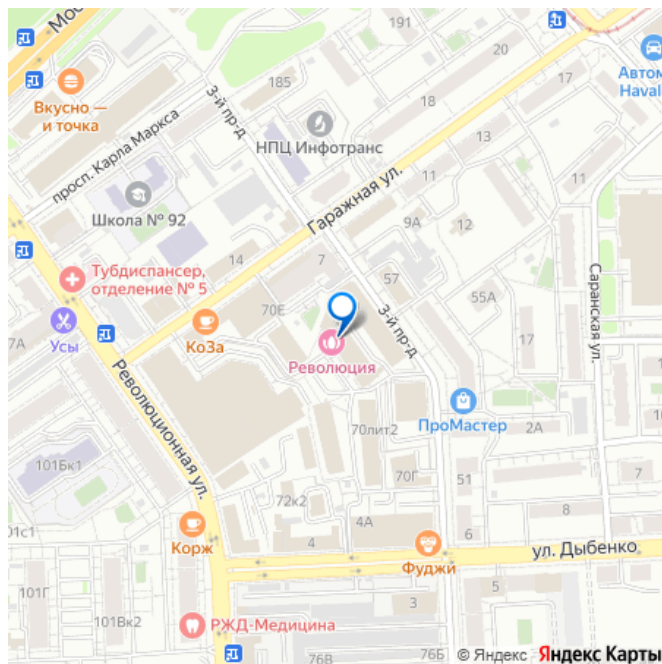 Мос
191
20
17
Автом
Haval
185
3-й пр-д
Вкусно —
и точка
18
НПЦ Инфотранс
13
просп. Карла Маркса
11
11
Школа № 92
Гаражная ул.
9А
12
14
7
Тубдиспансер,
отделение № 5
57
55А
70Е
3-й пр-д
Саранская ул.
7А
Усы
КоЗа
Революция
Революционная ул.
ПроМастер
2А
70лит2
101Бк1
70Г
51
7
72к2
8
01с1
4А
Корж
4
6
ул. Дыбенко
Фуджи
101Г
5
3
101Вк2
РЖД-Медицина
76В
76Б
© Яндекс Яндекс Карты